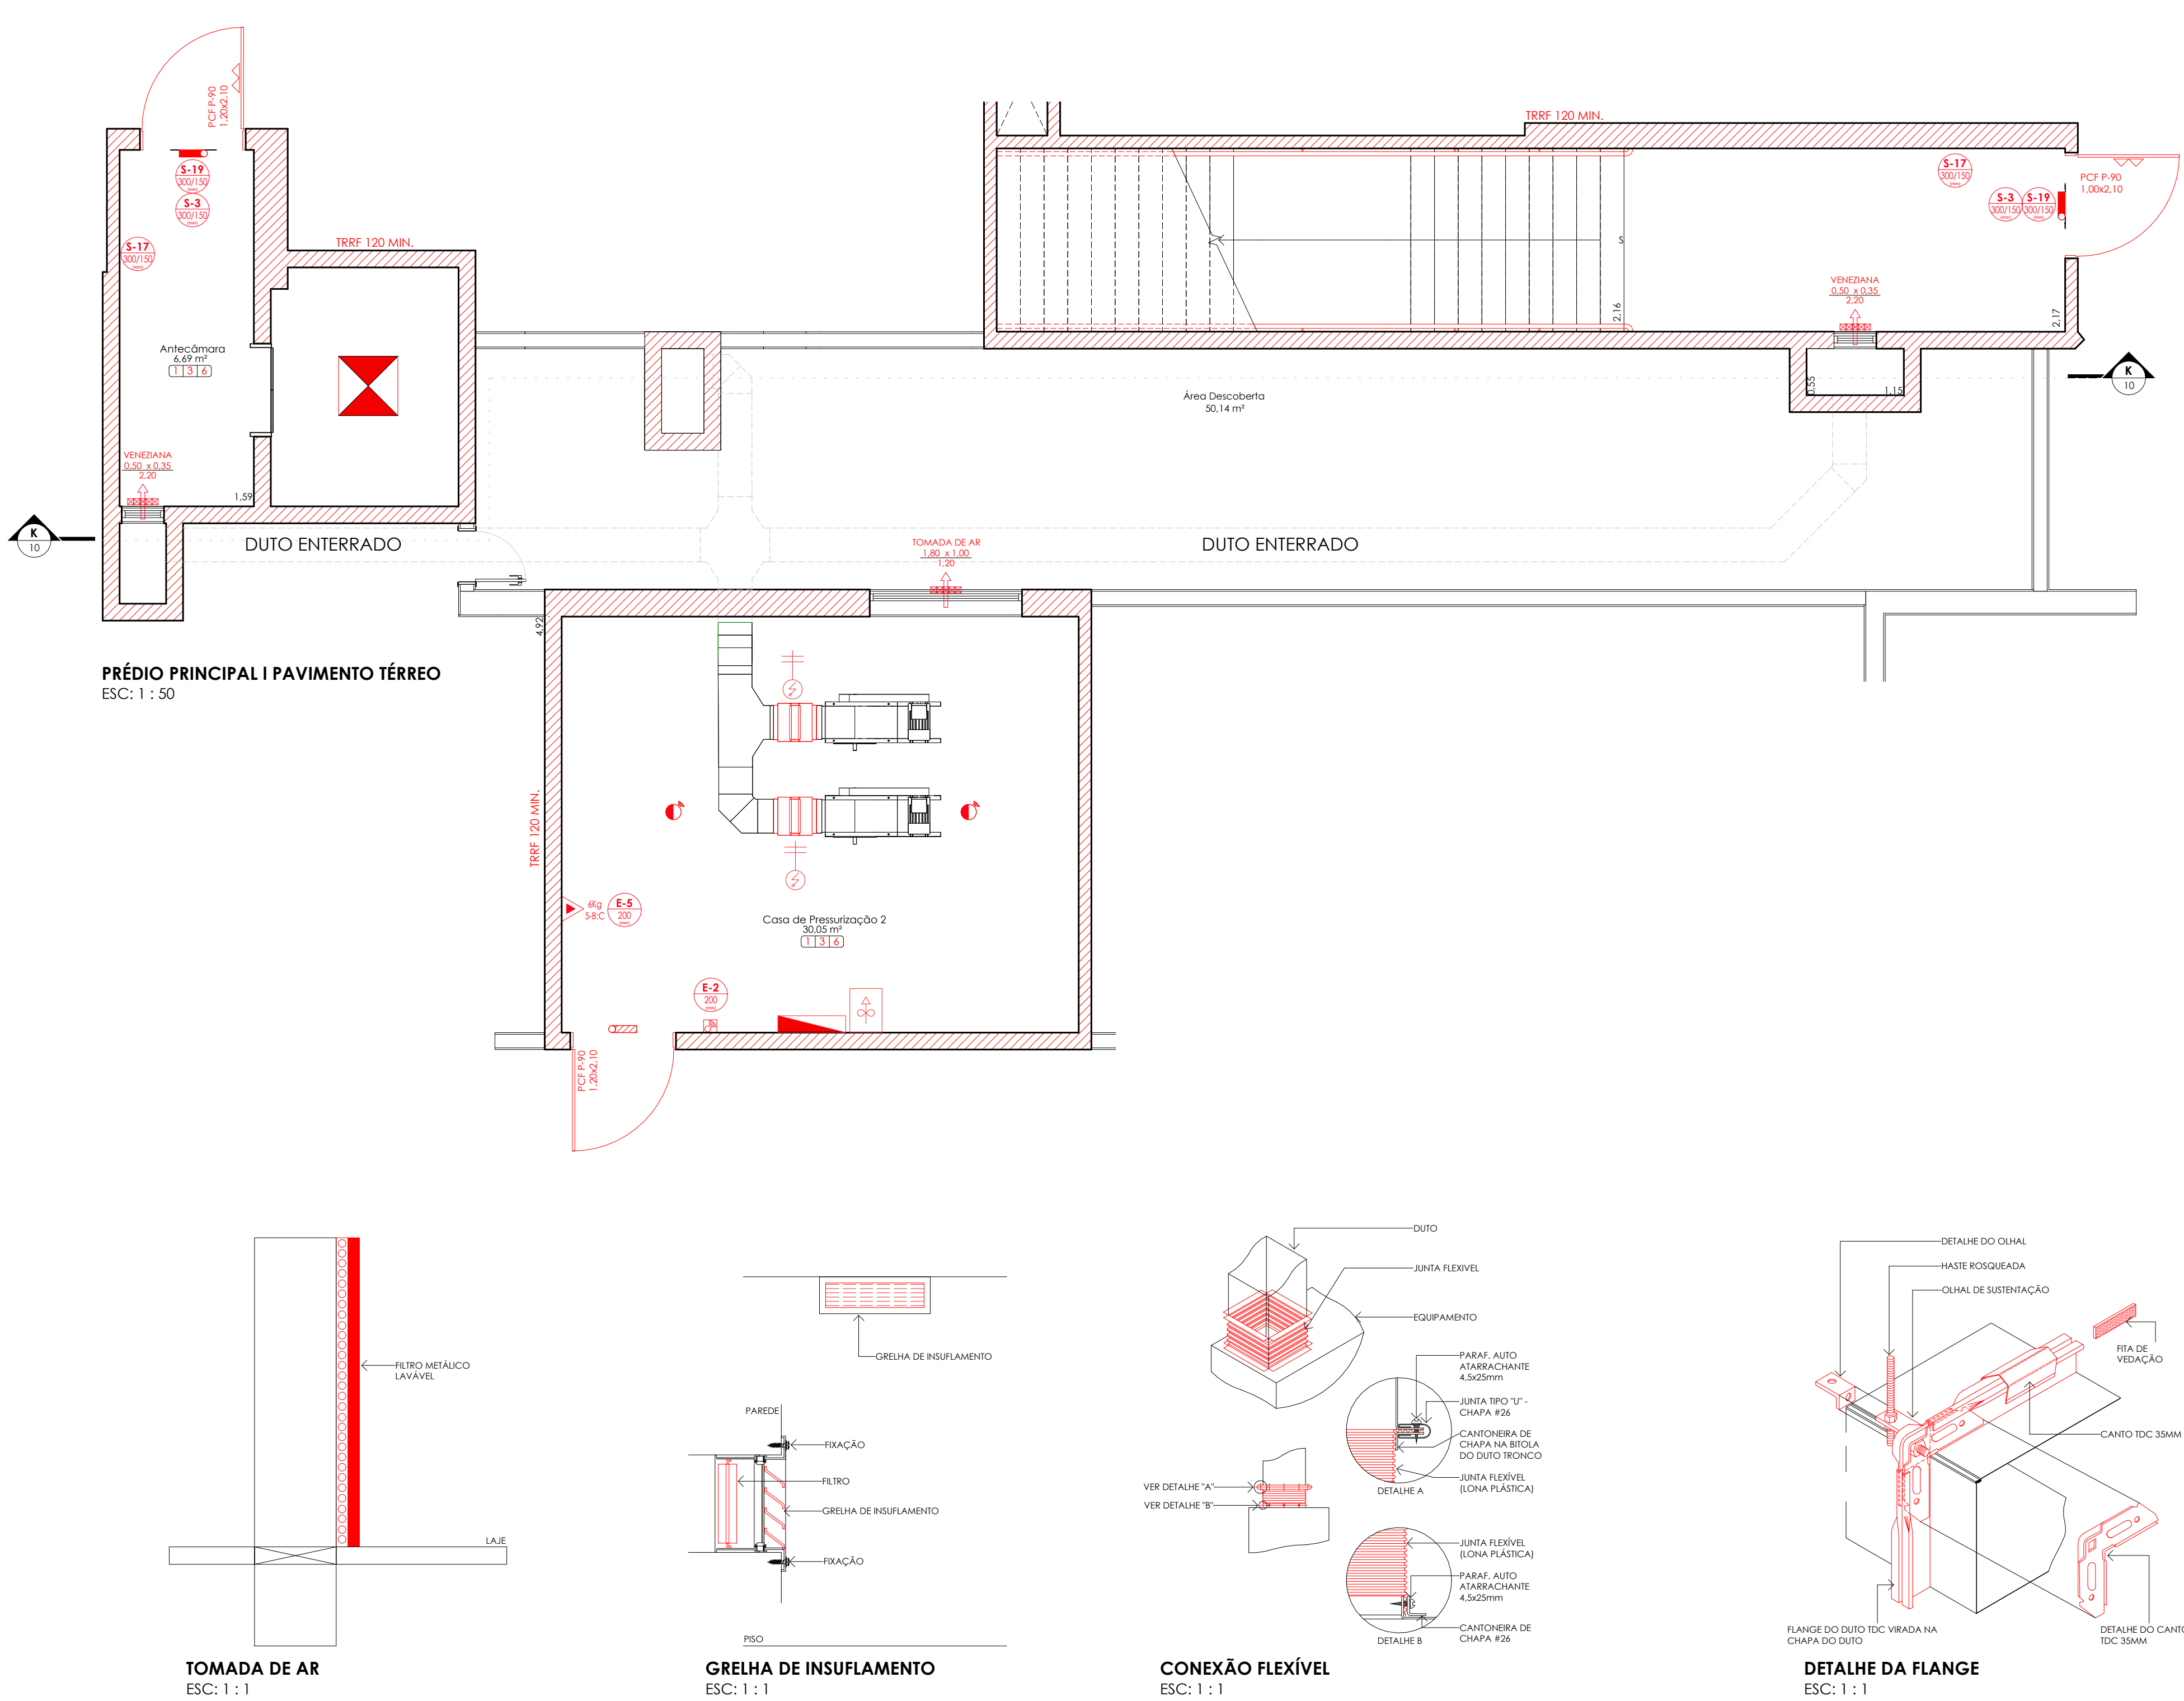 PCF P-90
1,20x2,10
S-19
300/150
(mm)
S-3
300/150
(mm)
S-17
300/150
(mm)
TRRF 120 MIN.
Antecâmara
6,69 m²
1 3 6
VENEZIANA
0,50 x 0,35
2,20
1,59
K
10
DUTO ENTERRADO
TRRF 120 MIN.
S-17
300/150
(mm)
S-3
300/150
(mm)
S-19
300/150
(mm)
PCF P-90
1,00x2,10
S
2,16
VENEZIANA
0,50 x 0,35
2,20
2,17
0,55
1,15
K
10
Área Descoberta
50,14 m²
TOMADA DE AR
1,80 x 1,00
1,20
DUTO ENTERRADO
4,92
PRÉDIO PRINCIPAL I PAVIMENTO TÉRREO
ESC: 1 : 50
TRRF 120 MIN.
6Kg
5-B:C
E-5
200
(mm)
Casa de Pressurização 2
30,05 m²
1 3 6
E-2
200
(mm)
PCF P-90
1,20x2,10
FILTRO METÁLICO
LAVÁVEL
LAJE
TOMADA DE AR
ESC: 1 : 1
GRELHA DE INSUFLAMENTO
PAREDE
FIXAÇÃO
FILTRO
GRELHA DE INSUFLAMENTO
FIXAÇÃO
PISO
GRELHA DE INSUFLAMENTO
ESC: 1 : 1
DUTO
JUNTA FLEXIVEL
EQUIPAMENTO
PARAF. AUTO
ATARRACHANTE
4,5x25mm
JUNTA TIPO "U" -
CHAPA #26
CANTONEIRA DE
CHAPA NA BITOLA
DO DUTO TRONCO
JUNTA FLEXÍVEL
(LONA PLÁSTICA)
DETALHE A
VER DETALHE "A"
VER DETALHE "B"
JUNTA FLEXÍVEL
(LONA PLÁSTICA)
PARAF. AUTO
ATARRACHANTE
4,5x25mm
CANTONEIRA DE
CHAPA #26
DETALHE B
CONEXÃO FLEXÍVEL
ESC: 1 : 1
DETALHE DO OLHAL
HASTE ROSQUEADA
OLHAL DE SUSTENTAÇÃO
FITA DE
VEDAÇÃO
CANTO TDC 35MM
FLANGE DO DUTO TDC VIRADA NA
CHAPA DO DUTO
DETALHE DO CANTO
TDC 35MM
DETALHE DA FLANGE
ESC: 1 : 1